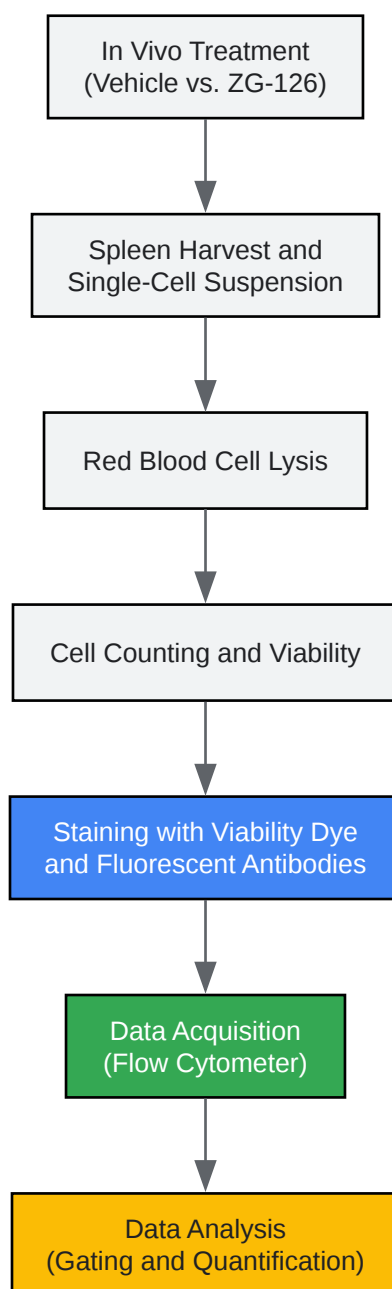 In Vivo Treatment
(Vehicle vs. ZG-126)
Spleen Harvest and
Single-Cell Suspension
Red Blood Cell Lysis
Cell Counting and Viability
Staining with Viability Dye
and Fluorescent Antibodies
Data Acquisition
(Flow Cytometer)
Data Analysis
(Gating and Quantification)